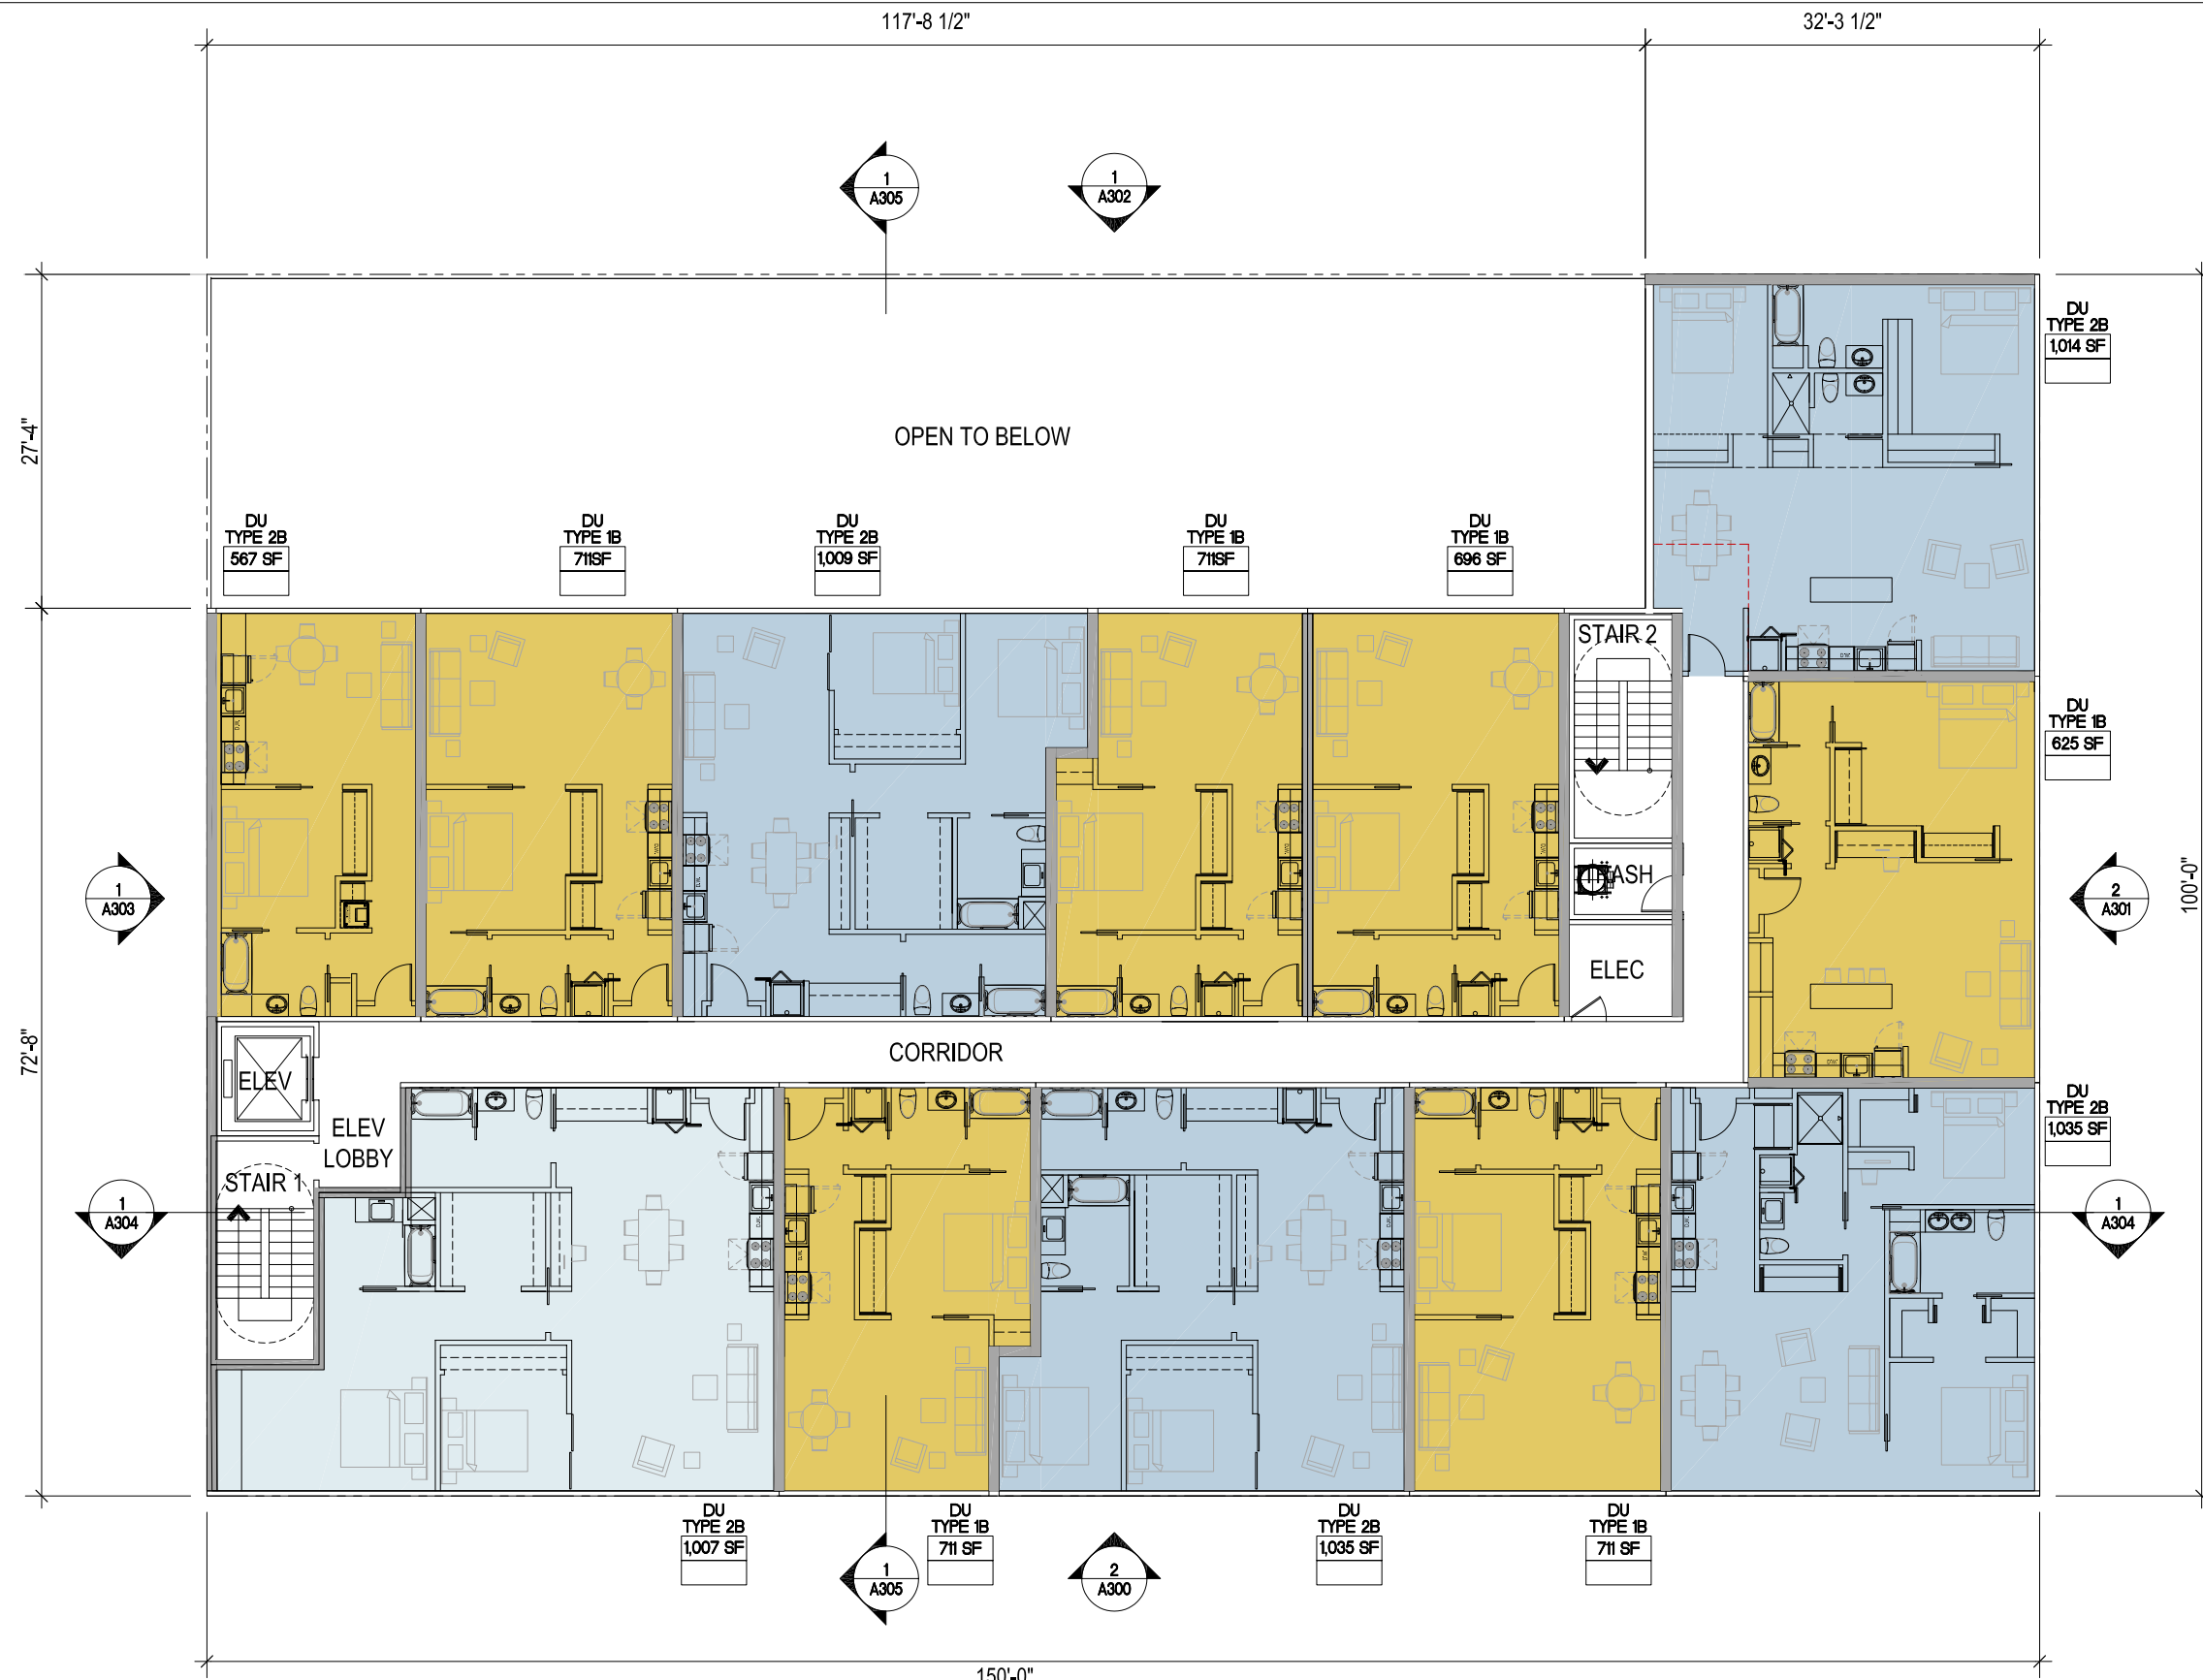 117'-8 1/2"
32'-3 1/2"
1
A305
1
A302
27'-4"
OPEN TO BELOW
DU
TYPE 2B
1,014 SF
DU
TYPE 2B
567 SF
DU
TYPE 1B
711SF
DU
TYPE 2B
1,009 SF
DU
TYPE 1B
711SF
DU
TYPE 1B
696 SF
STAIR 2
DU
TYPE 1B
625 SF
1
A303
TRASH
2
A301
100'-0"
ELEC
72'-8"
CORRIDOR
ELEV
ELEV
LOBBY
STAIR 1
DU
TYPE 2B
1,035 SF
1
A304
1
A304
DU
TYPE 2B
1,007 SF
1
A305
DU
TYPE 1B
711 SF
2
A300
DU
TYPE 2B
1,035 SF
DU
TYPE 1B
711 SF
150'-0"